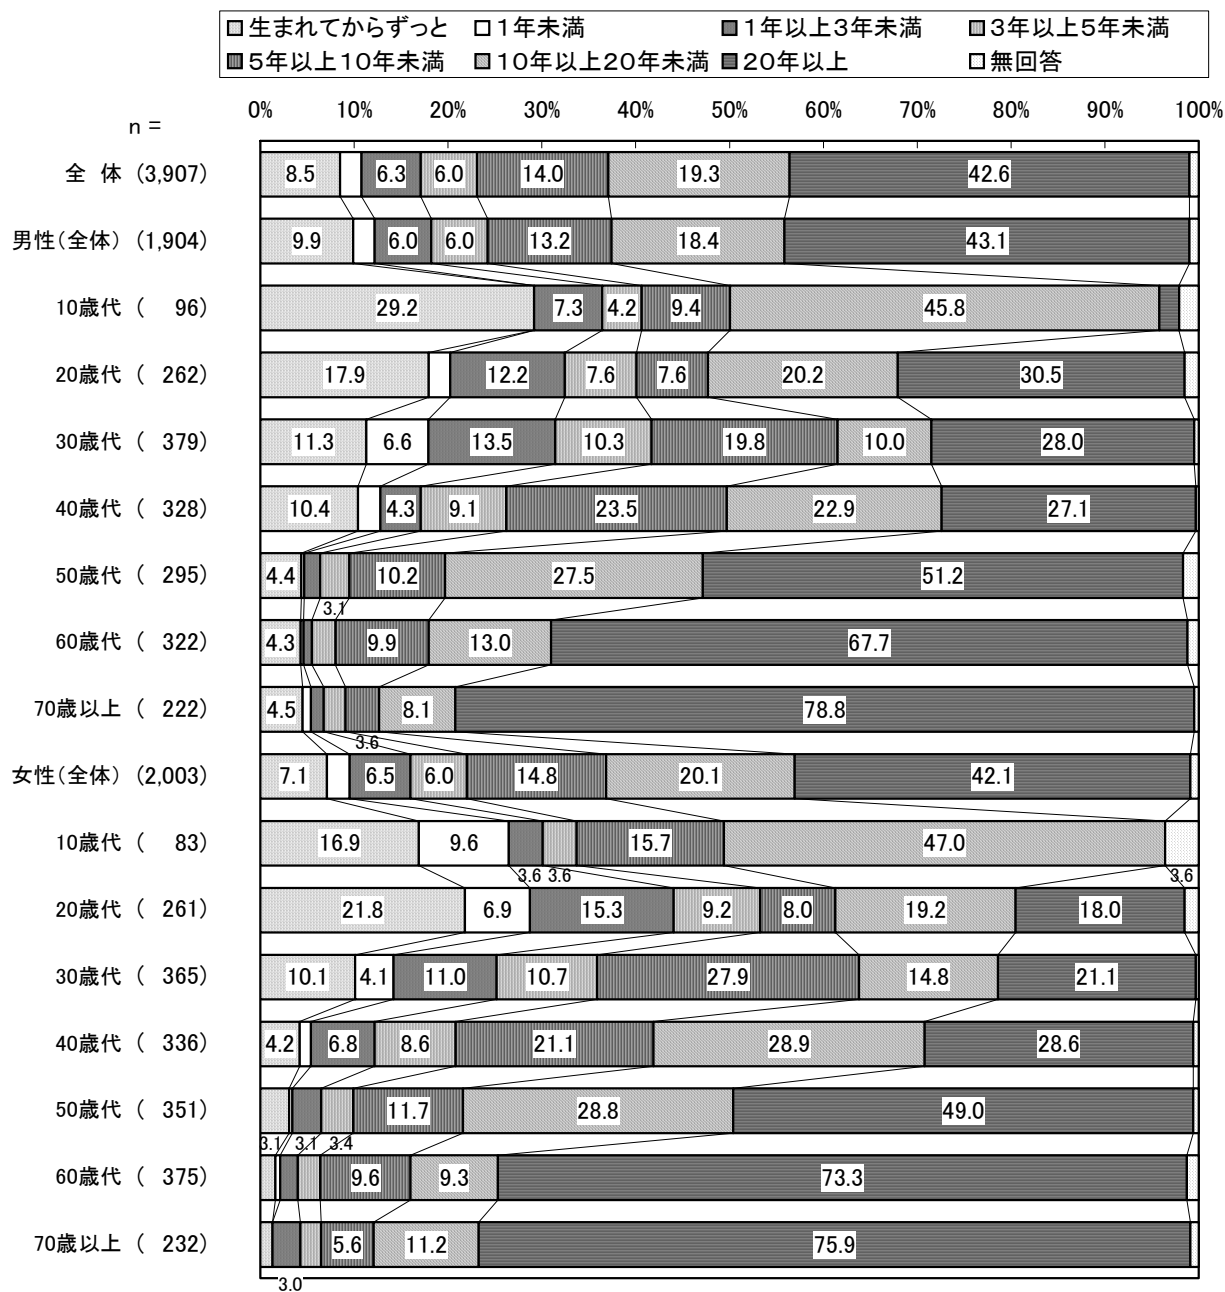 生まれてからずっと 1年未満 1年以上3年未満 3年以上5年未満
5年以上10年未満 10年以上20年未満 20年以上 無回答
0% 10% 20% 30% 40% 50% 60% 70% 80% 90% 100%
n =
全 体 (3,907) 8.5 6.3 6.0 14.0 19.3 42.6
男性(全体) (1,904) 9.9 6.0 6.0 13.2 18.4 43.1
10歳代 ( 96) 29.2 7.3 4.2 9.4 45.8
20歳代 ( 262) 17.9 12.2 7.6 7.6 20.2 30.5
30歳代 ( 379) 11.3 6.6 13.5 10.3 19.8 10.0 28.0
40歳代 ( 328) 10.4 4.3 9.1 23.5 22.9 27.1
50歳代 ( 295) 4.4 10.2 27.5 51.2
3.1
60歳代 ( 322) 4.3 9.9 13.0 67.7
70歳以上 ( 222) 4.5 8.1 78.8
3.6
女性(全体) (2,003) 7.1 6.5 6.0 14.8 20.1 42.1
10歳代 ( 83) 16.9 9.6 15.7 47.0
3.6 3.6 3.6
20歳代 ( 261) 21.8 6.9 15.3 9.2 8.0 19.2 18.0
30歳代 ( 365) 10.1 4.1 11.0 10.7 27.9 14.8 21.1
40歳代 ( 336) 4.2 6.8 8.6 21.1 28.9 28.6
50歳代 ( 351) 11.7 28.8 49.0
3.1 3.1 3.4
60歳代 ( 375) 9.6 9.3 73.3
70歳以上 ( 232) 5.6 11.2 75.9
3.0